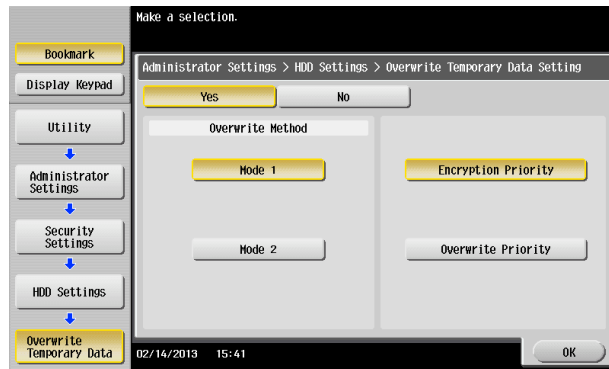 Make a selection.
Bookmark
Display Keypad
Utility
Administrator
Settings
Security
Settings
HDD Settings
Overwrite
Temporary Data
Administrator Settings > HDD Settings > Overwrite Temporary Data Setting
Yes No
Overwrite Method
Mode 1 Encryption Priority
Mode 2 Overwrite Priority
02/14/2013 15:41 OK